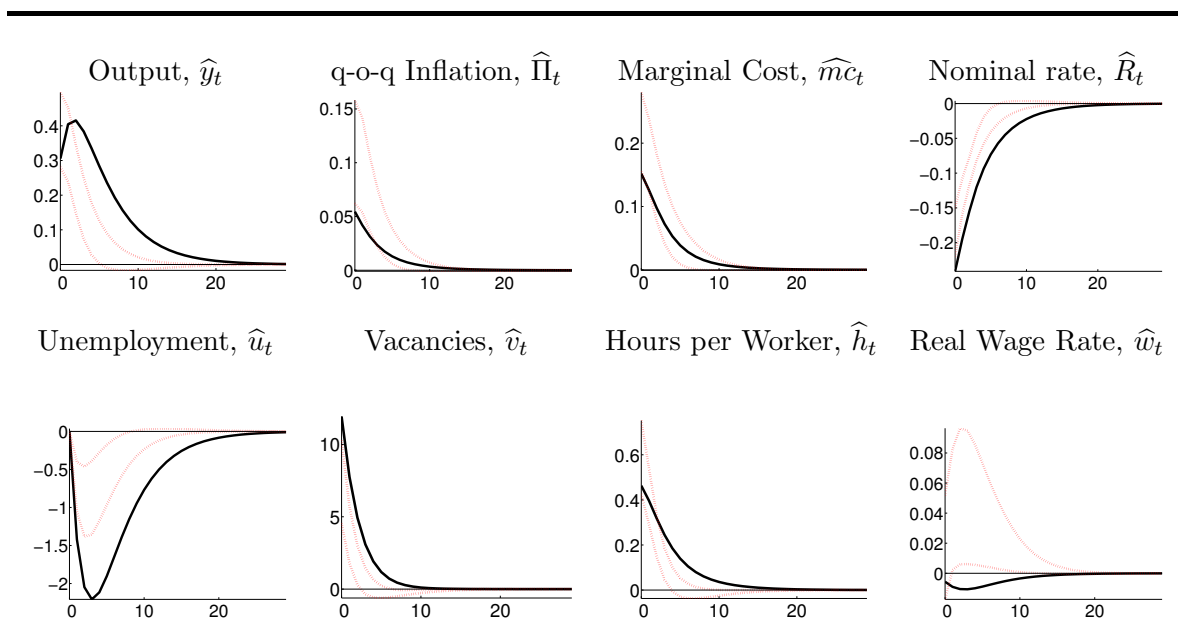 Output, ŷ_t
q-o-q Inflation, Π̂_t
Marginal Cost, m̂c_t
Nominal rate, R̂_t
0.4
0.3
0.2
0.1
0
0 10 20
0.15
0.1
0.05
0
0 10 20
0.2
0.1
0
0 10 20
0
−0.05
−0.1
−0.15
−0.2
0 10 20
Unemployment, û_t
Vacancies, v̂_t
Hours per Worker, ĥ_t
Real Wage Rate, ŵ_t
0
−0.5
−1
−1.5
−2
0 10 20
10
5
0
0 10 20
0.6
0.4
0.2
0
0 10 20
0.08
0.06
0.04
0.02
0
0 10 20